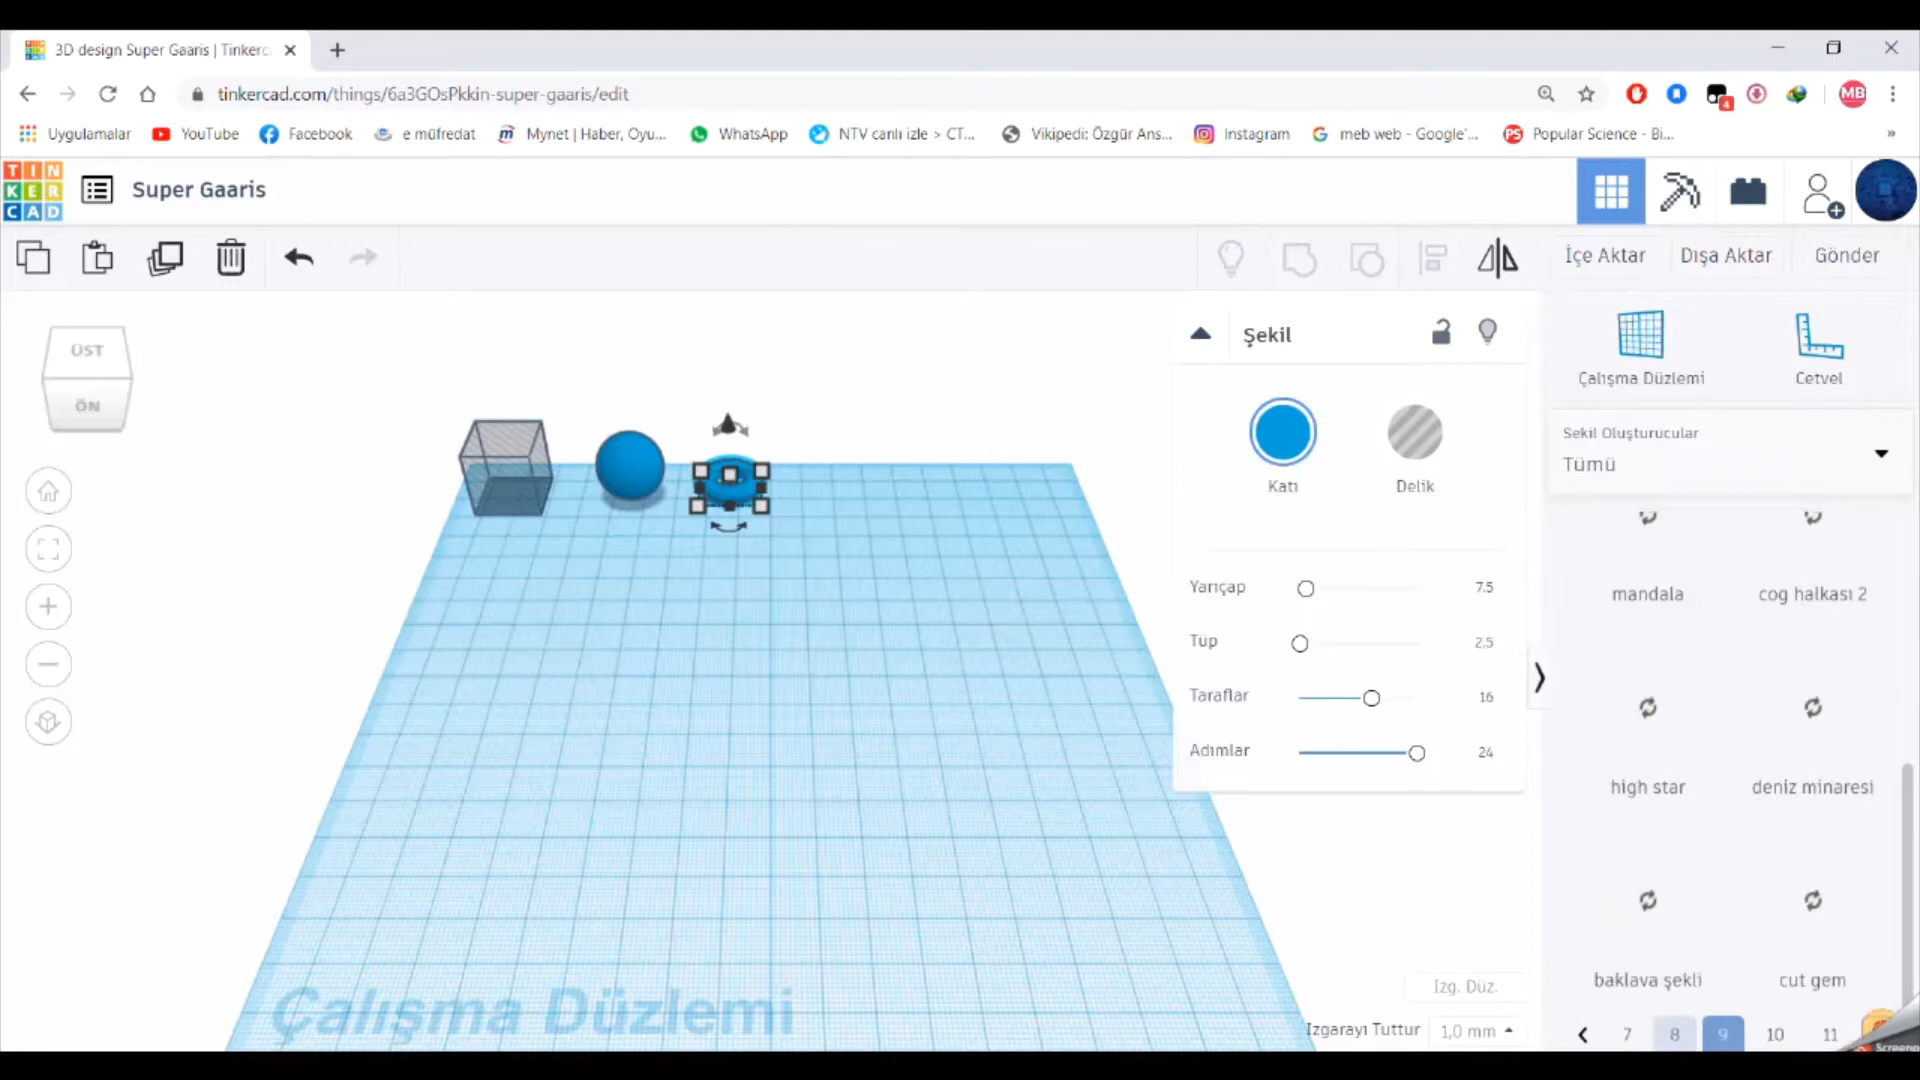 3D design Super Gaaris | Tinkerc
tinkercad.com/things/6a3GOsPkkin-super-gaaris/edit
4
MB
Uygulamalar
YouTube
Facebook
e müfredat
Mynet | Haber, Oyu...
WhatsApp
NTV canlı izle > CT...
Vikipedi: Özgür Ans...
Instagram
meb web - Google'...
PS
Popular Science - Bi...
»
TIN
KER
CAD
Super Gaaris
İçe Aktar
Dışa Aktar
Gönder
ÜST
ÖN
Şekil
Katı
Delik
Yarıçap
7.5
Tüp
2.5
Taraflar
16
Adımlar
24
Çalışma Düzlemi
Cetvel
Şekil Oluşturucular
Tümü
mandala
cog halkası 2
high star
deniz minaresi
baklava şekli
cut gem
7
8
9
10
11
Çalışma Düzlemi
Izg. Düz.
Izgarayı Tuttur
1,0 mm